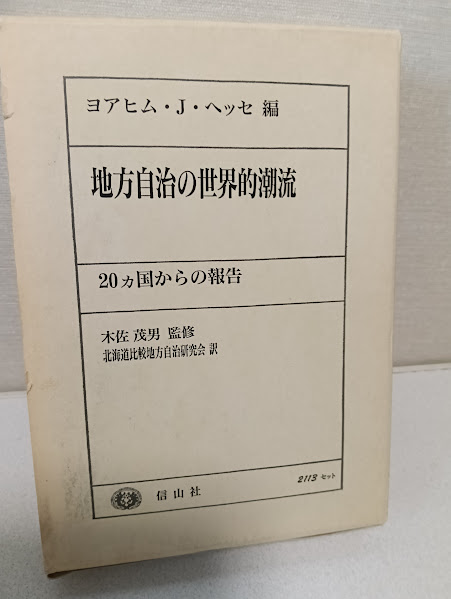 ヨアヒム・J・ヘッセ 編
地方自治の世界的潮流
20ヵ国からの報告
木佐 茂男 監修
北海道比較地方自治研究会 訳
信山社
2113 セット